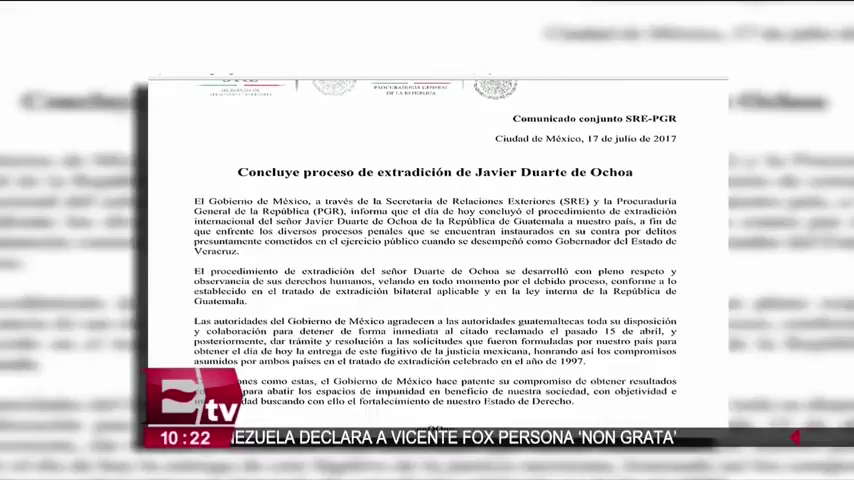 SRE
PROCURADURÍA GENERAL
DE LA REPÚBLICA
Comunicado conjunto SRE-PGR
Ciudad de México, 17 de julio de 2017
Concluye proceso de extradición de Javier Duarte de Ochoa
El Gobierno de México, a través de la Secretaría de Relaciones Exteriores (SRE) y la Procuraduría
General de la República (PGR), informa que el día de hoy concluyó el procedimiento de extradición
internacional del señor Javier Duarte de Ochoa de la República de Guatemala a nuestro país, a fin de
que enfrente los diversos procesos penales que se encuentran instaurados en su contra por delitos
presuntamente cometidos en el ejercicio público cuando se desempeñó como Gobernador del Estado de
Veracruz.
El procedimiento de extradición del señor Duarte de Ochoa se desarrolló con pleno respeto y
observancia de sus derechos humanos, velando en todo momento por el debido proceso, conforme a lo
establecido en el tratado de extradición bilateral aplicable y en la ley interna de la República de
Guatemala.
Las autoridades del Gobierno de México agradecen a las autoridades guatemaltecas toda su disposición
y colaboración para detener de forma inmediata al citado reclamado el pasado 15 de abril, y
posteriormente, dar trámite y resolución a las solicitudes que fueron formuladas por nuestro país para
obtener el día de hoy la entrega de este fugitivo de la justicia mexicana, honrando así los compromisos
asumidos por ambos países en el tratado de extradición celebrado en el año de 1997.
ones como estas, el Gobierno de México hace patente su compromiso de obtener resultados
para abatir los espacios de impunidad en beneficio de nuestra sociedad, con objetividad e
dad buscando con ello el fortalecimiento de nuestro Estado de Derecho.
tv
10:22 EZUELA DECLARA A VICENTE FOX PERSONA 'NON GRATA'